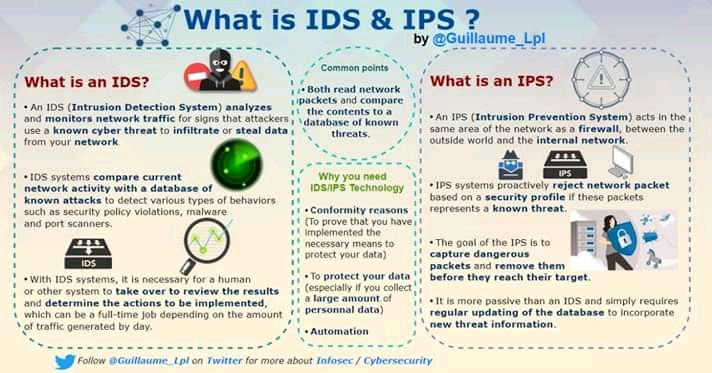 What is IDS & IPS ?
by @Guillaume_Lpl
What is an IDS?
• An IDS (Intrusion Detection System) analyzes
and monitors network traffic for signs that attackers
use a known cyber threat to infiltrate or steal data
from your network.
• IDS systems compare current
network activity with a database of
known attacks to detect various types of behaviors
such as security policy violations, malware
and port scanners.
IDS
• With IDS systems, it is necessary for a human
or other system to take over to review the results
and determine the actions to be implemented,
which can be a full-time job depending on the amount
of traffic generated by day.
Common points
• Both read network
packets and compare
the contents to a
database of known
threats.
Why you need
IDS/IPS Technology
• Conformity reasons
(To prove that you have
implemented the
necessary means to
protect your data)
• To protect your data
(especially if you collect
a large amount of
personnal data)
• Automation
What is an IPS?
• An IPS (Intrusion Prevention System) acts in the
same area of the network as a firewall, between the
outside world and the internal network.
IPS
• IPS systems proactively reject network packet
based on a security profile if these packets
represents a known threat.
• The goal of the IPS is to
capture dangerous
packets and remove them
before they reach their target.
• It is more passive than an IDS and simply requires
regular updating of the database to incorporate
new threat information.
Follow @Guillaume_Lpl on Twitter for more about Infosec / Cybersecurity